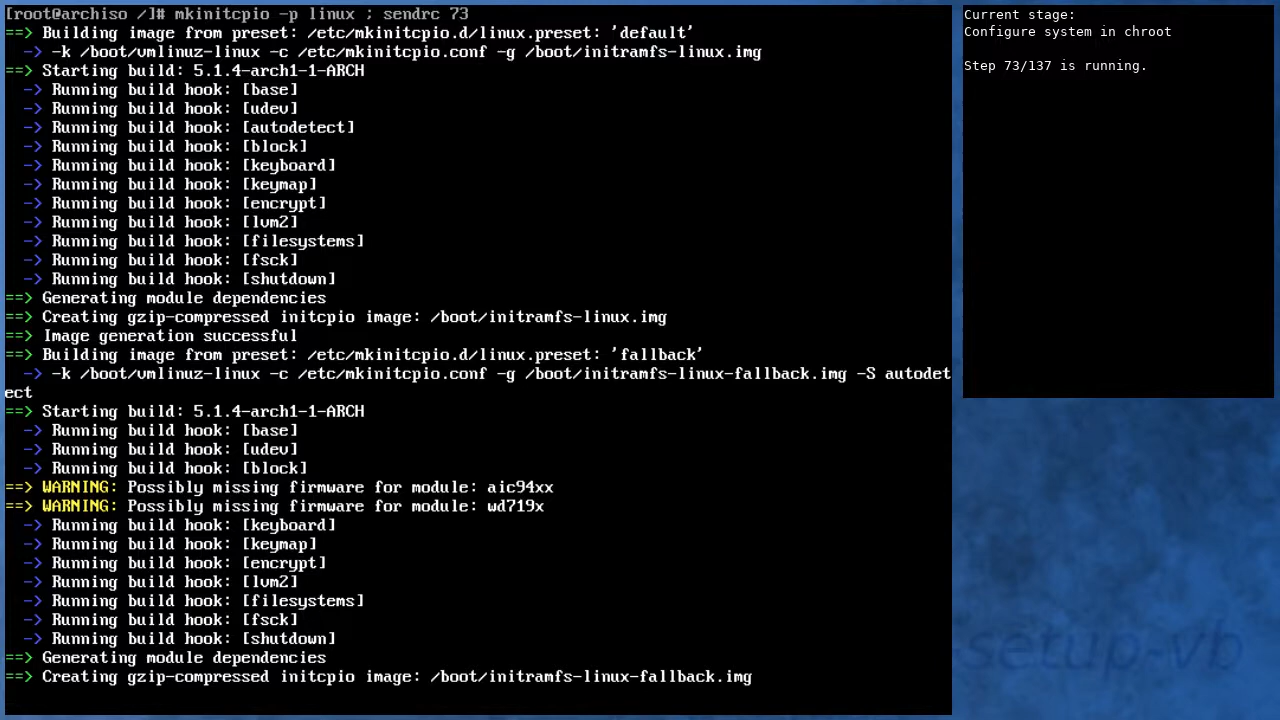 [root@archiso /]# mkinitcpio -p linux ; sendrc 73
==> Building image from preset: /etc/mkinitcpio.d/linux.preset: 'default'
  -> -k /boot/vmlinuz-linux -c /etc/mkinitcpio.conf -g /boot/initramfs-linux.img
==> Starting build: 5.1.4-arch1-1-ARCH
  -> Running build hook: [base]
  -> Running build hook: [udev]
  -> Running build hook: [autodetect]
  -> Running build hook: [block]
  -> Running build hook: [keyboard]
  -> Running build hook: [keymap]
  -> Running build hook: [encrypt]
  -> Running build hook: [lvm2]
  -> Running build hook: [filesystems]
  -> Running build hook: [fsck]
  -> Running build hook: [shutdown]
==> Generating module dependencies
==> Creating gzip-compressed initcpio image: /boot/initramfs-linux.img
==> Image generation successful
==> Building image from preset: /etc/mkinitcpio.d/linux.preset: 'fallback'
  -> -k /boot/vmlinuz-linux -c /etc/mkinitcpio.conf -g /boot/initramfs-linux-fallback.img -S autodet
ect
==> Starting build: 5.1.4-arch1-1-ARCH
  -> Running build hook: [base]
  -> Running build hook: [udev]
  -> Running build hook: [block]
==> WARNING: Possibly missing firmware for module: aic94xx
==> WARNING: Possibly missing firmware for module: wd719x
  -> Running build hook: [keyboard]
  -> Running build hook: [keymap]
  -> Running build hook: [encrypt]
  -> Running build hook: [lvm2]
  -> Running build hook: [filesystems]
  -> Running build hook: [fsck]
  -> Running build hook: [shutdown]
==> Generating module dependencies
==> Creating gzip-compressed initcpio image: /boot/initramfs-linux-fallback.img
Current stage:
Configure system in chroot
Step 73/137 is running.
setup-vb